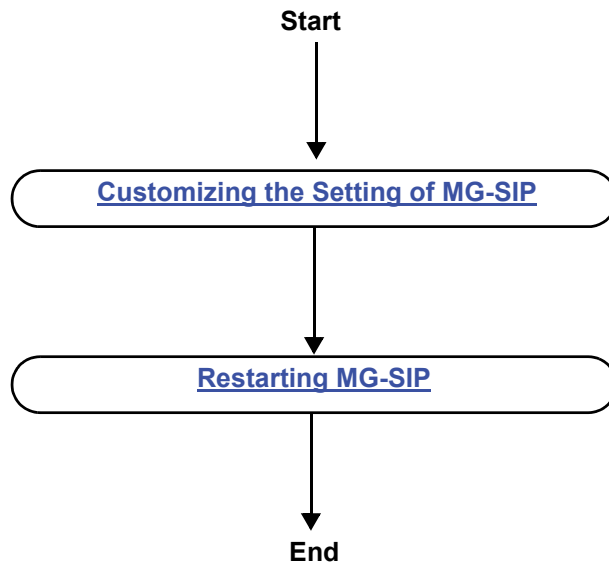 Start
Customizing the Setting of MG-SIP
Restarting MG-SIP
End